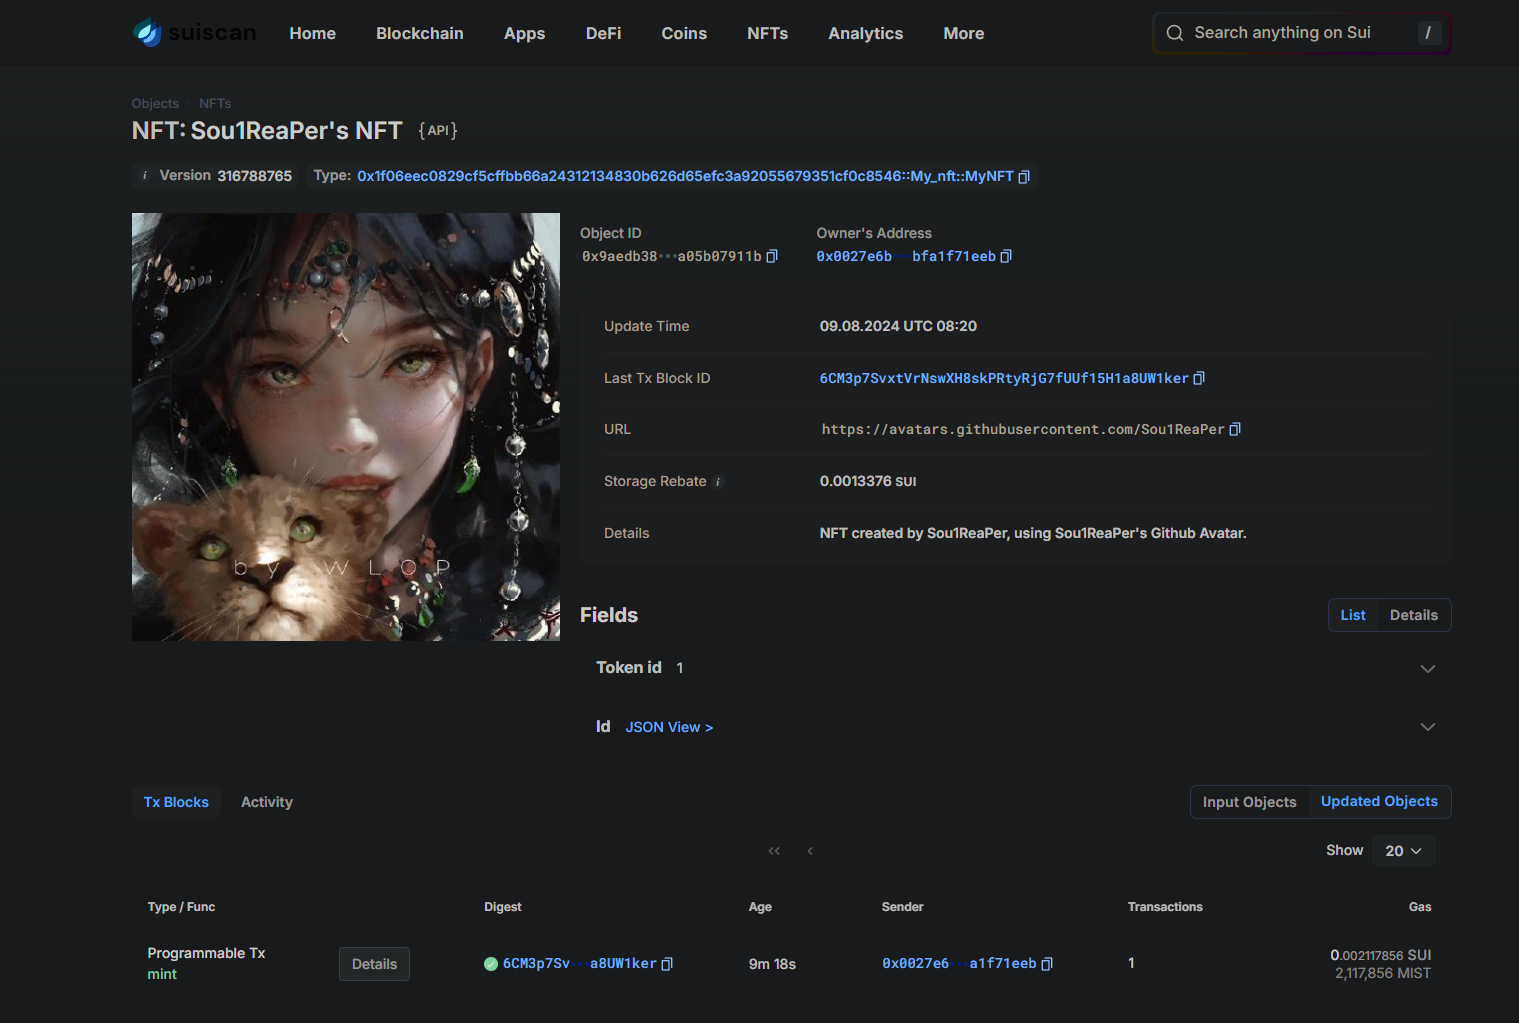 suiscan Home Blockchain Apps DeFi Coins NFTs Analytics More Search anything on Sui /
Objects NFTs
NFT: Sou1ReaPer's NFT {API}
i Version 316788765 Type: 0x1f06eec0829cf5cffbb66a24312134830b626d65efc3a92055679351cf0c8546::My_nft::MyNFT
Object ID Owner's Address
0x9aedb38···a05b07911b 0x0027e6b···bfa1f71eeb
Update Time 09.08.2024 UTC 08:20
Last Tx Block ID 6CM3p7SvxtVrNswXH8skPRtyRjG7fUUf15H1a8UW1ker
URL https://avatars.githubusercontent.com/Sou1ReaPer
Storage Rebate i 0.0013376 SUI
Details NFT created by Sou1ReaPer, using Sou1ReaPer's Github Avatar.
by WLOP
Fields List Details
Token id 1
Id JSON View >
Tx Blocks Activity Input Objects Updated Objects
<< < Show 20
Type / Func Digest Age Sender Transactions Gas
Programmable Tx Details 6CM3p7Sv···a8UW1ker 9m 18s 0x0027e6···a1f71eeb 1 0.002117856 SUI
mint 2,117,856 MIST